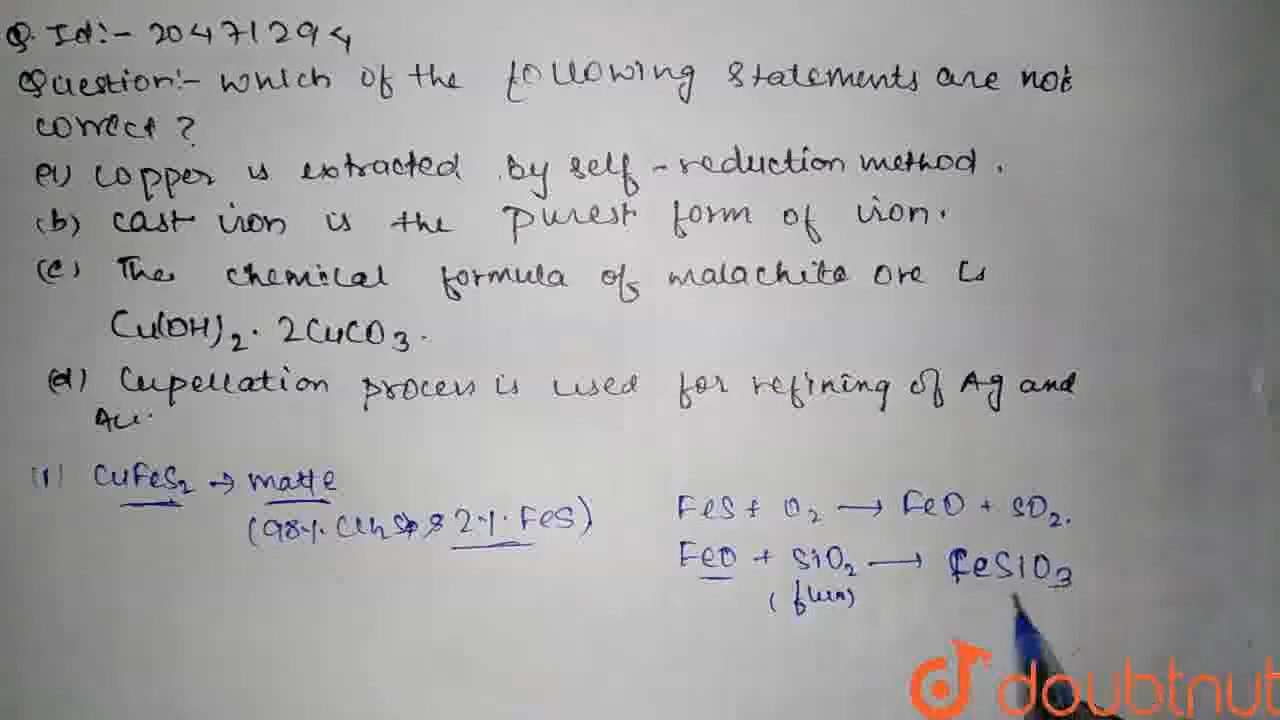 Q. Id:- 20471294
Question:- which of the following statements are not
correct?
(a) copper is extracted by self-reduction method.
(b) cast iron is the purest form of iron.
(c) The chemical formula of malachite ore is
Cu(OH)2. 2CuCO3.
(d) Cupellation process is used for refining of Ag and
Au.
(1) CuFeS2 → matte
(98%. Cu2S & 2%. FeS)
FeS + O2 → FeO + SO2.
FeO + SiO2 → FeSiO3
(flux)
doubtnut